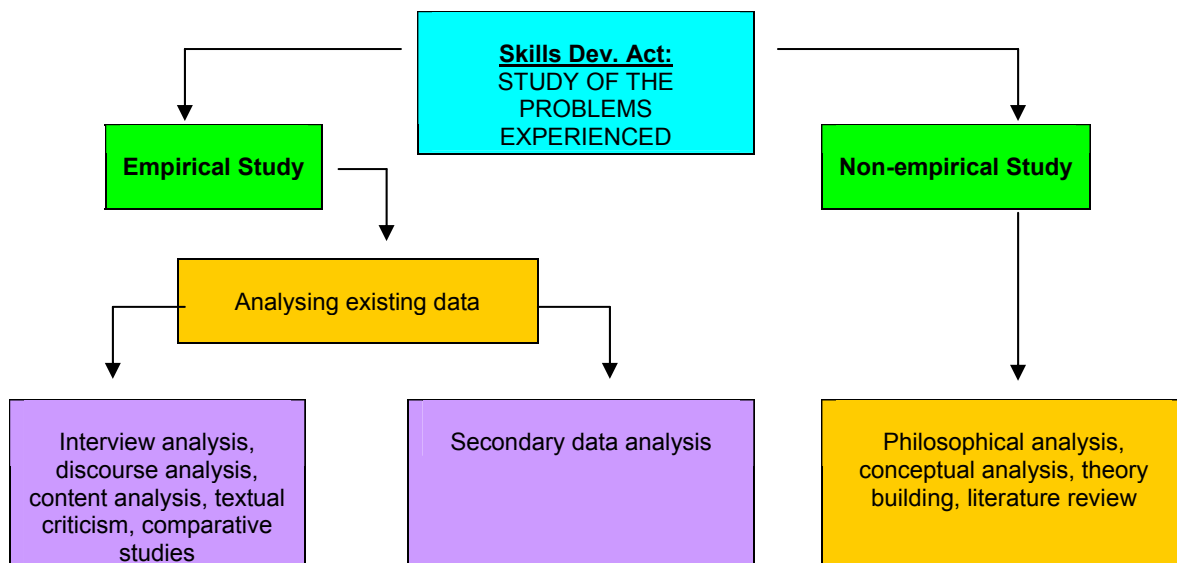 Skills Dev. Act:
STUDY OF THE
PROBLEMS
EXPERIENCED
Empirical Study
Non-empirical Study
Analysing existing data
Interview analysis,
discourse analysis,
content analysis, textual
criticism, comparative
studies
Secondary data analysis
Philosophical analysis,
conceptual analysis, theory
building, literature review